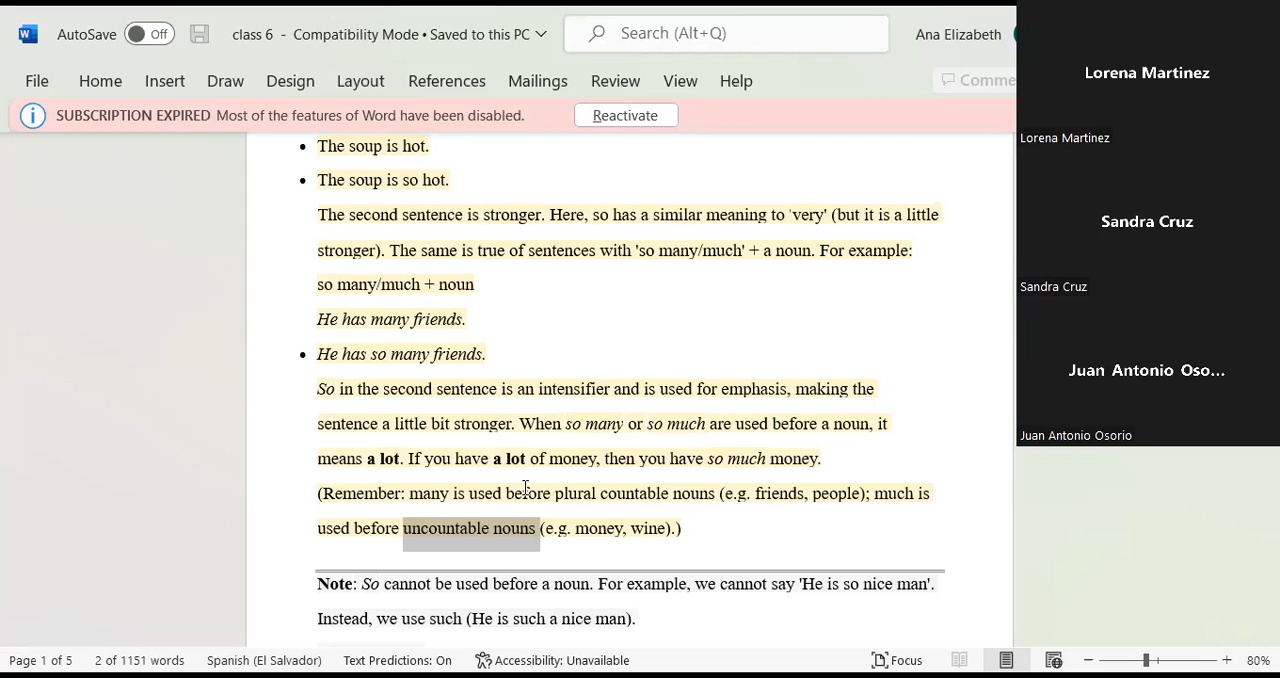 AutoSave Off class 6 - Compatibility Mode • Saved to this PC Search (Alt+Q) Ana Elizabeth
File Home Insert Draw Design Layout References Mailings Review View Help Comme
SUBSCRIPTION EXPIRED Most of the features of Word have been disabled. Reactivate
• The soup is hot.
• The soup is so hot.
The second sentence is stronger. Here, so has a similar meaning to 'very' (but it is a little
stronger). The same is true of sentences with 'so many/much' + a noun. For example:
so many/much + noun
He has many friends.
• He has so many friends.
So in the second sentence is an intensifier and is used for emphasis, making the
sentence a little bit stronger. When so many or so much are used before a noun, it
means a lot. If you have a lot of money, then you have so much money.
(Remember: many is used before plural countable nouns (e.g. friends, people); much is
used before uncountable nouns (e.g. money, wine).)
Note: So cannot be used before a noun. For example, we cannot say 'He is so nice man'.
Instead, we use such (He is such a nice man).
Page 1 of 5 2 of 1151 words Spanish (El Salvador) Text Predictions: On Accessibility: Unavailable Focus 80%
Lorena Martinez
Lorena Martinez
Sandra Cruz
Sandra Cruz
Juan Antonio Oso...
Juan Antonio Osorio